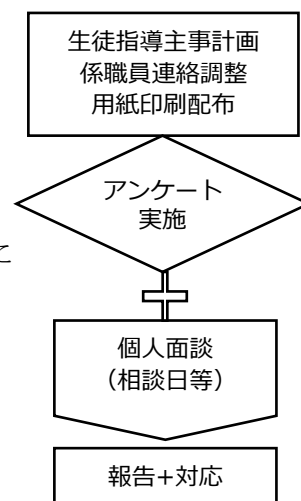 生徒指導主事計画
係職員連絡調整
用紙印刷配布
アンケート
実施
に
個人面談
（相談日等）
報告+対応